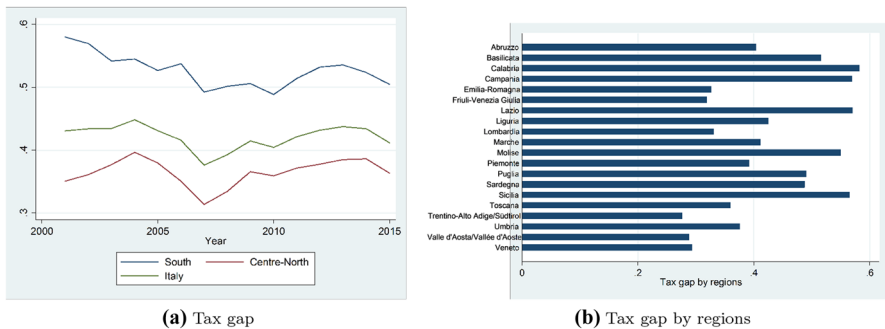 .6
.5
.4
.3
2000 2005 2010 2015
Year
South Centre-North
Italy
(a) Tax gap
Abruzzo
Basilicata
Calabria
Campania
Emilia-Romagna
Friuli-Venezia Giulia
Lazio
Liguria
Lombardia
Marche
Molise
Piemonte
Puglia
Sardegna
Sicilia
Toscana
Trentino-Alto Adige/Südtirol
Umbria
Valle d'Aosta/Vallée d'Aoste
Veneto
0 .2 .4 .6
Tax gap by regions
(b) Tax gap by regions